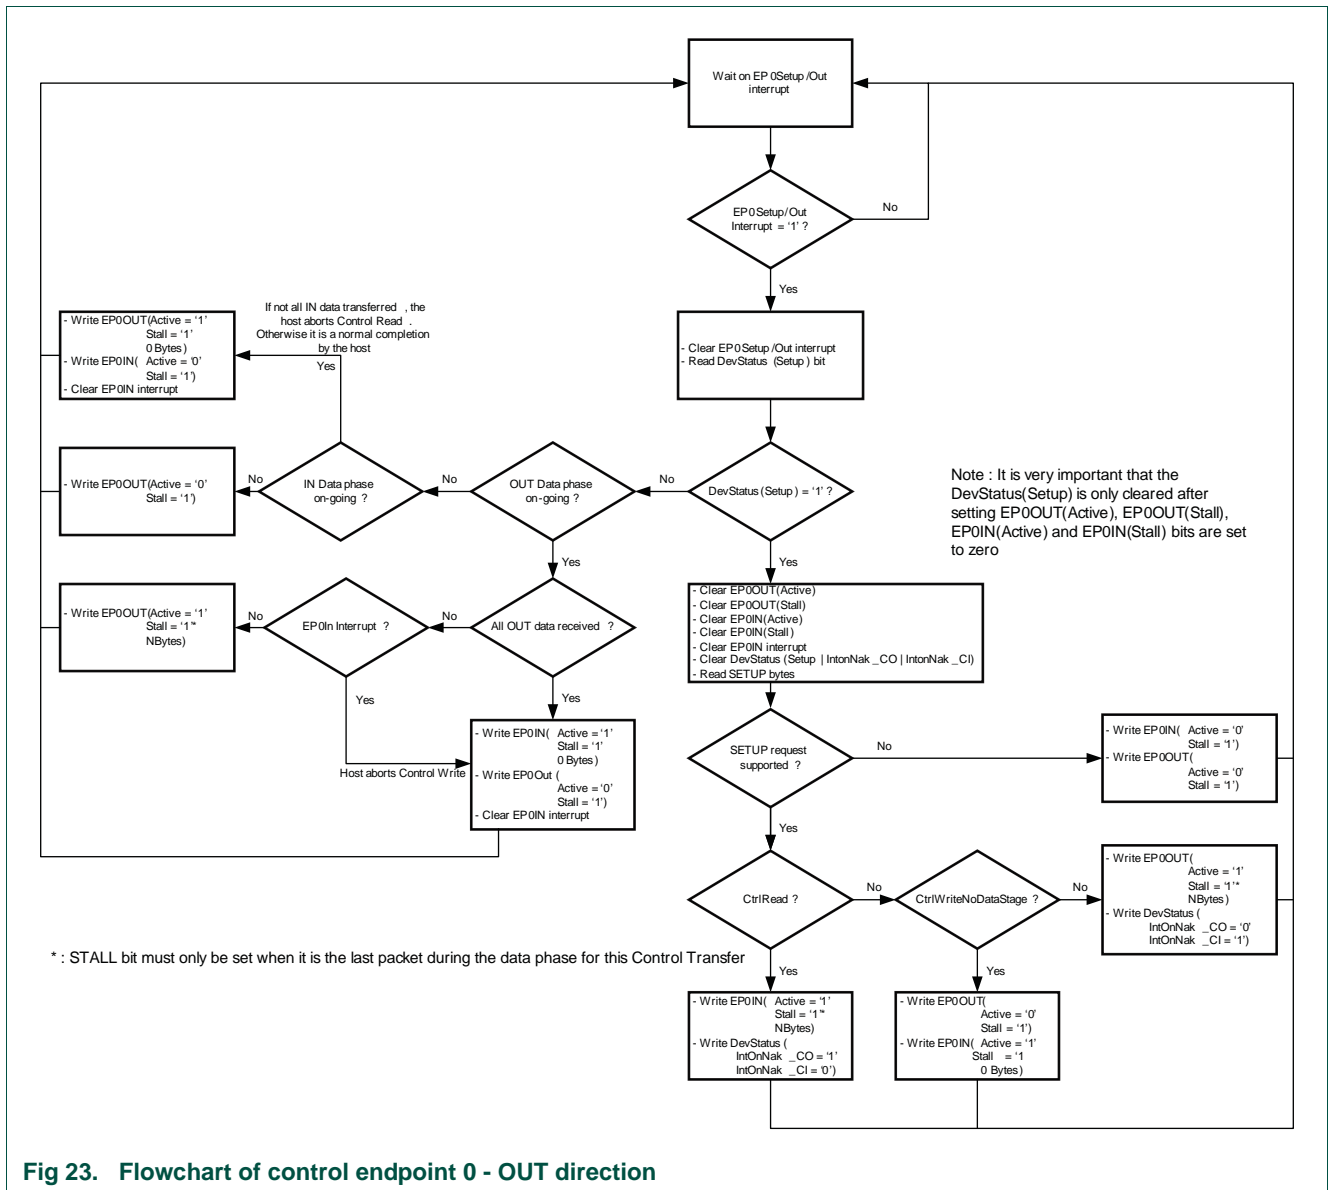 Wait on EP 0Setup /Out
interrupt
EP0Setup/Out
Interrupt = ‘1’ ?
No
Yes
- Clear EP0Setup /Out interrupt
- Read DevStatus (Setup ) bit
If not all IN data transferred , the
host aborts Control Read .
Otherwise it is a normal completion
by the host
Yes
- Write EP0OUT(Active = ‘1’
Stall = ‘1’
0 Bytes)
- Write EP0IN( Active = ‘0’
Stall = ‘1’)
- Clear EP0IN interrupt
- Write EP0OUT(Active = ‘0’
Stall = ‘1’)
No
IN Data phase
on-going ?
No
OUT Data phase
on-going ?
No
DevStatus (Setup ) = ‘1’ ?
Note : It is very important that the
DevStatus(Setup) is only cleared after
setting EP0OUT(Active), EP0OUT(Stall),
EP0IN(Active) and EP0IN(Stall) bits are set
to zero
Yes
Yes
- Write EP0OUT(Active = ‘1’
Stall = ‘1’*
NBytes)
No
EP0In Interrupt ?
No
All OUT data received ?
- Clear EP0OUT(Active)
- Clear EP0OUT(Stall)
- Clear EP0IN(Active)
- Clear EP0IN(Stall)
- Clear EP0IN interrupt
- Clear DevStatus (Setup | IntonNak _CO | IntonNak _CI)
- Read SETUP bytes
Yes
Yes
Host aborts Control Write
- Write EP0IN( Active = ‘1’
Stall = ‘1’
0 Bytes)
- Write EP0Out (
Active = ‘0’
Stall = ‘1’)
- Clear EP0IN interrupt
SETUP request
supported ?
No
- Write EP0IN( Active = ‘0’
Stall = ‘1’)
- Write EP0OUT(
Active = ‘0’
Stall = ‘1’)
Yes
CtrlRead ?
No
CtrlWriteNoDataStage ?
No
- Write EP0OUT(
Active = ‘1’
Stall = ‘1’*
NBytes)
- Write DevStatus (
IntOnNak _CO = ‘0’
IntOnNak _CI = ‘1’)
* : STALL bit must only be set when it is the last packet during the data phase for this Control Transfer
Yes
Yes
- Write EP0IN( Active = ‘1’
Stall = ‘1’*
NBytes)
- Write DevStatus (
IntOnNak _CO = ‘1’
IntOnNak _CI = ‘0’)
- Write EP0OUT(
Active = ‘0’
Stall = ‘1’)
- Write EP0IN( Active = ‘1’
Stall = ‘1
0 Bytes)
Fig 23. Flowchart of control endpoint 0 - OUT direction